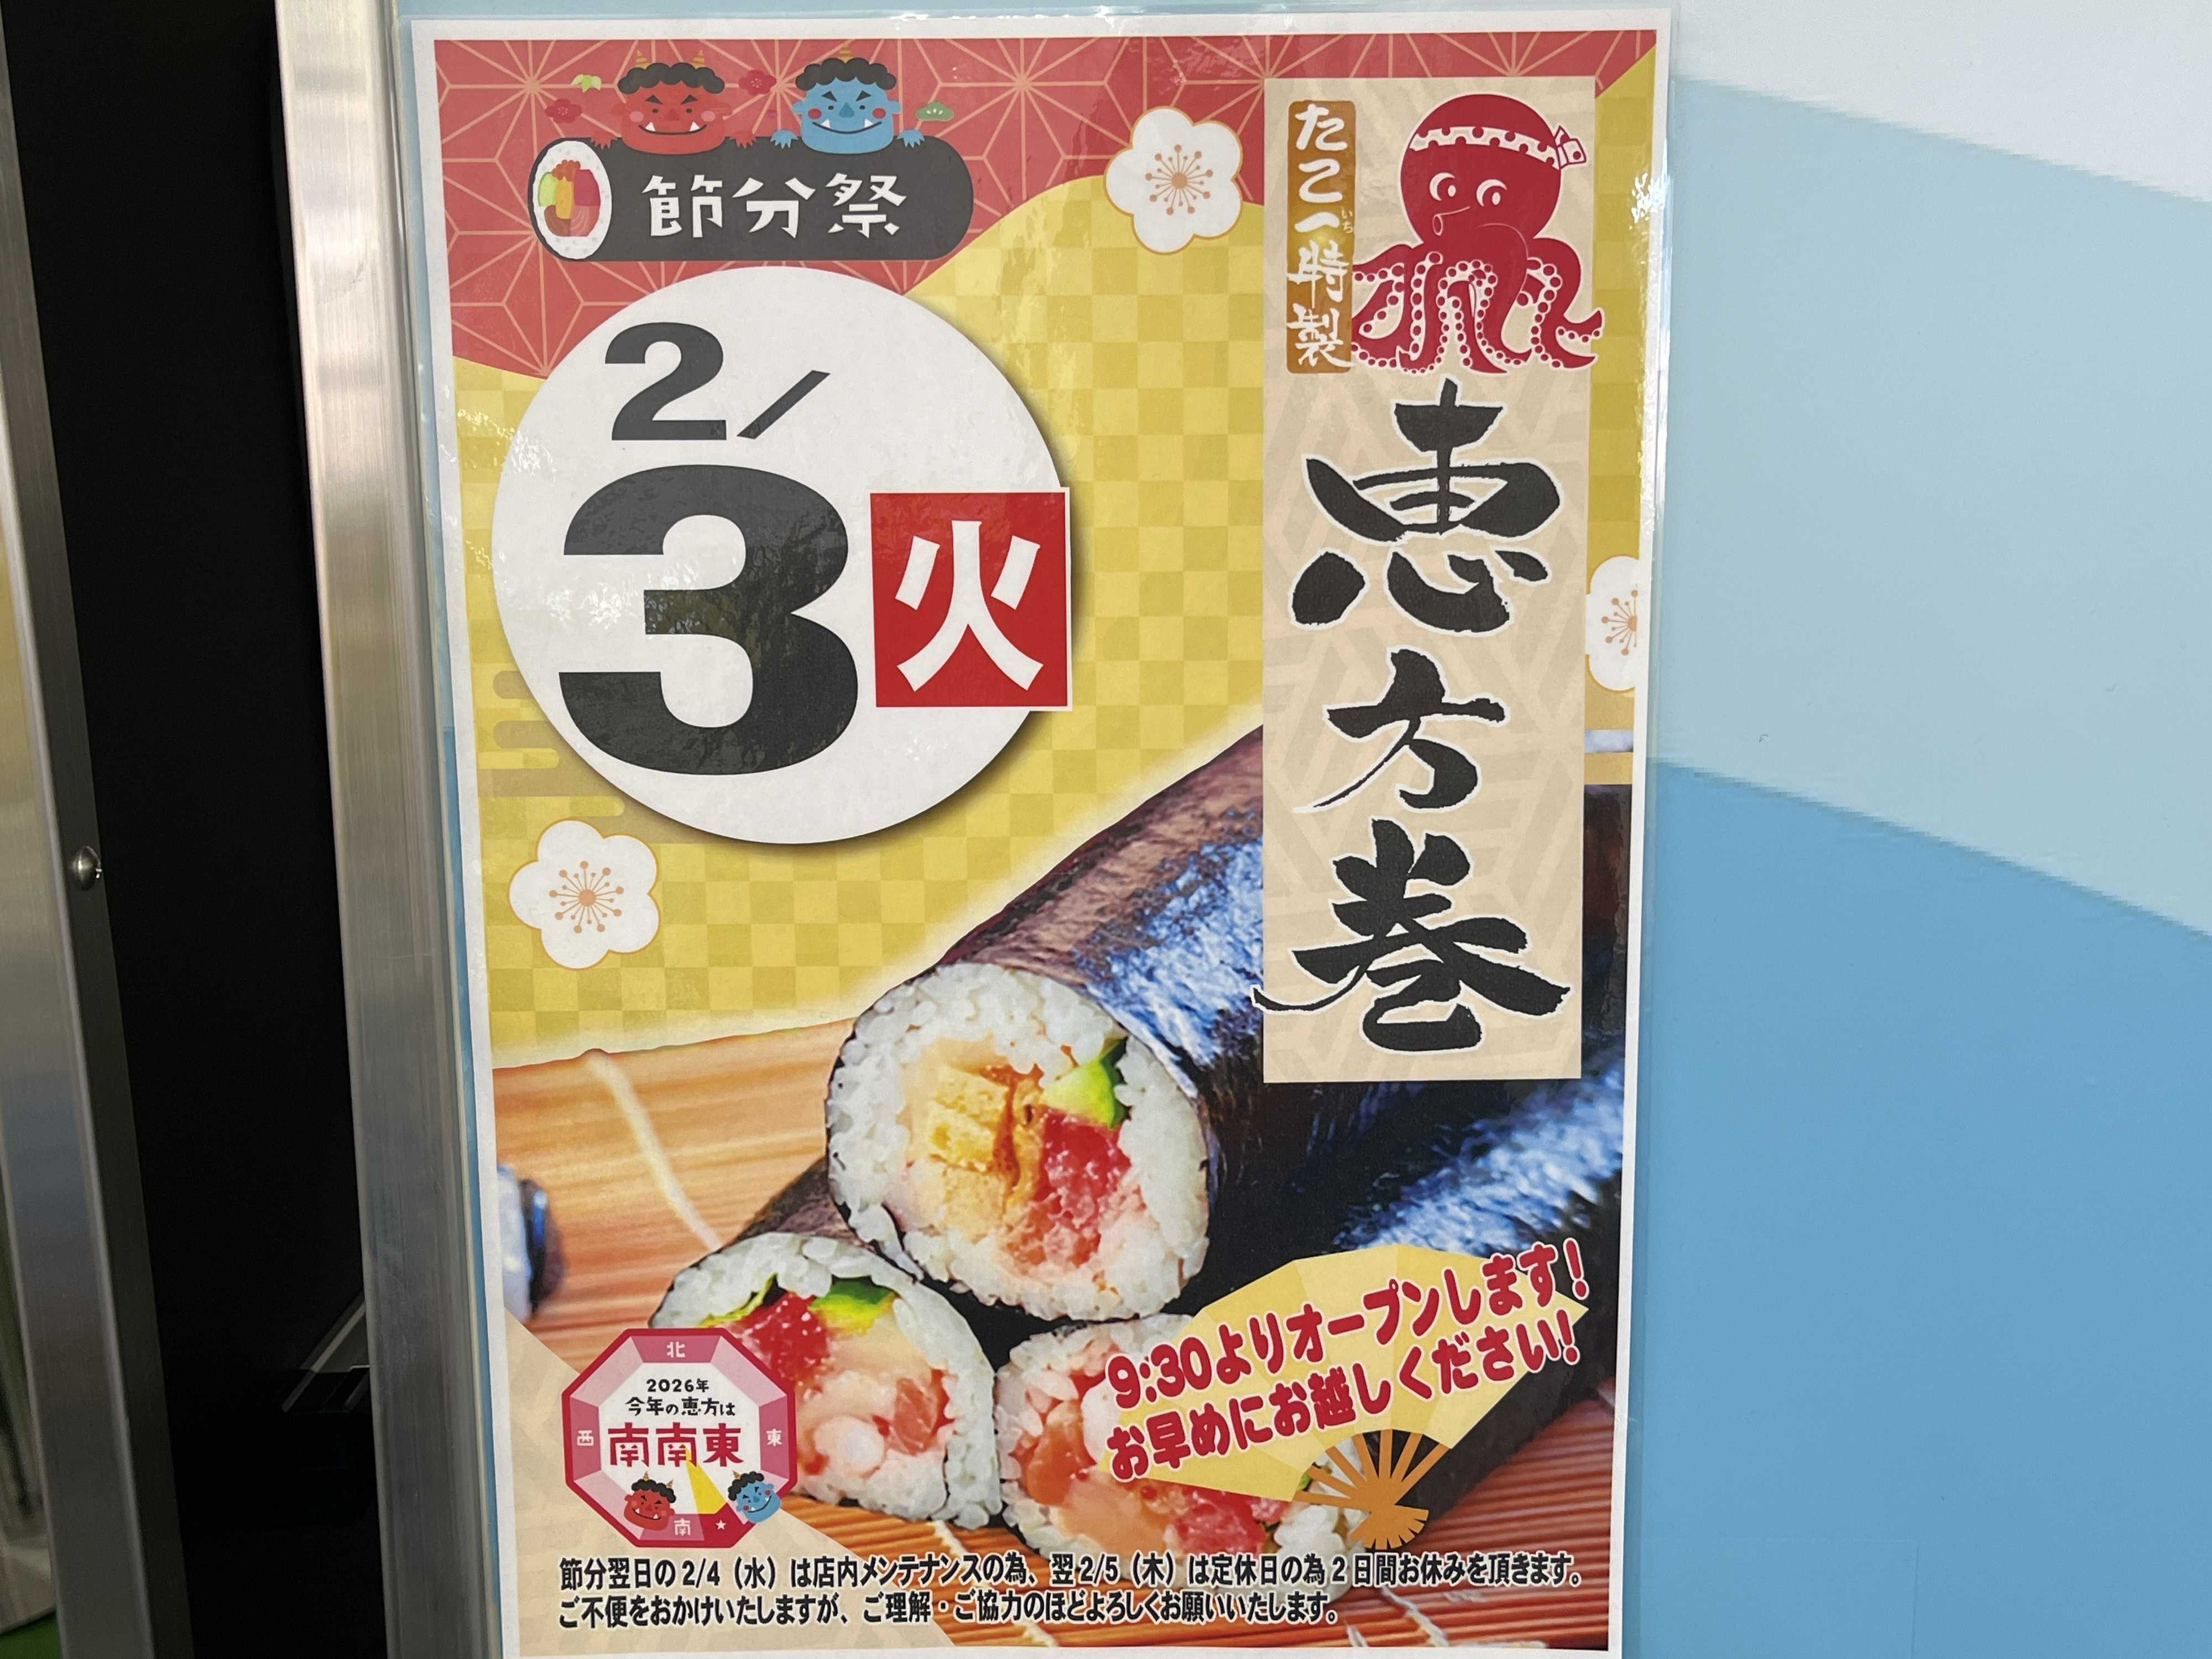 節分祭
2/3 火
たこ一特製
いち
恵方巻
9:30よりオープンします!
お早めにお越しください!
北
2026年
今年の恵方は
西 南南東 東
南
節分翌日の2/4(水)は店内メンテナンスの為、翌2/5(木)は定休日の為2日間お休みを頂きます。
ご不便をおかけいたしますが、ご理解・ご協力のほどよろしくお願いいたします。